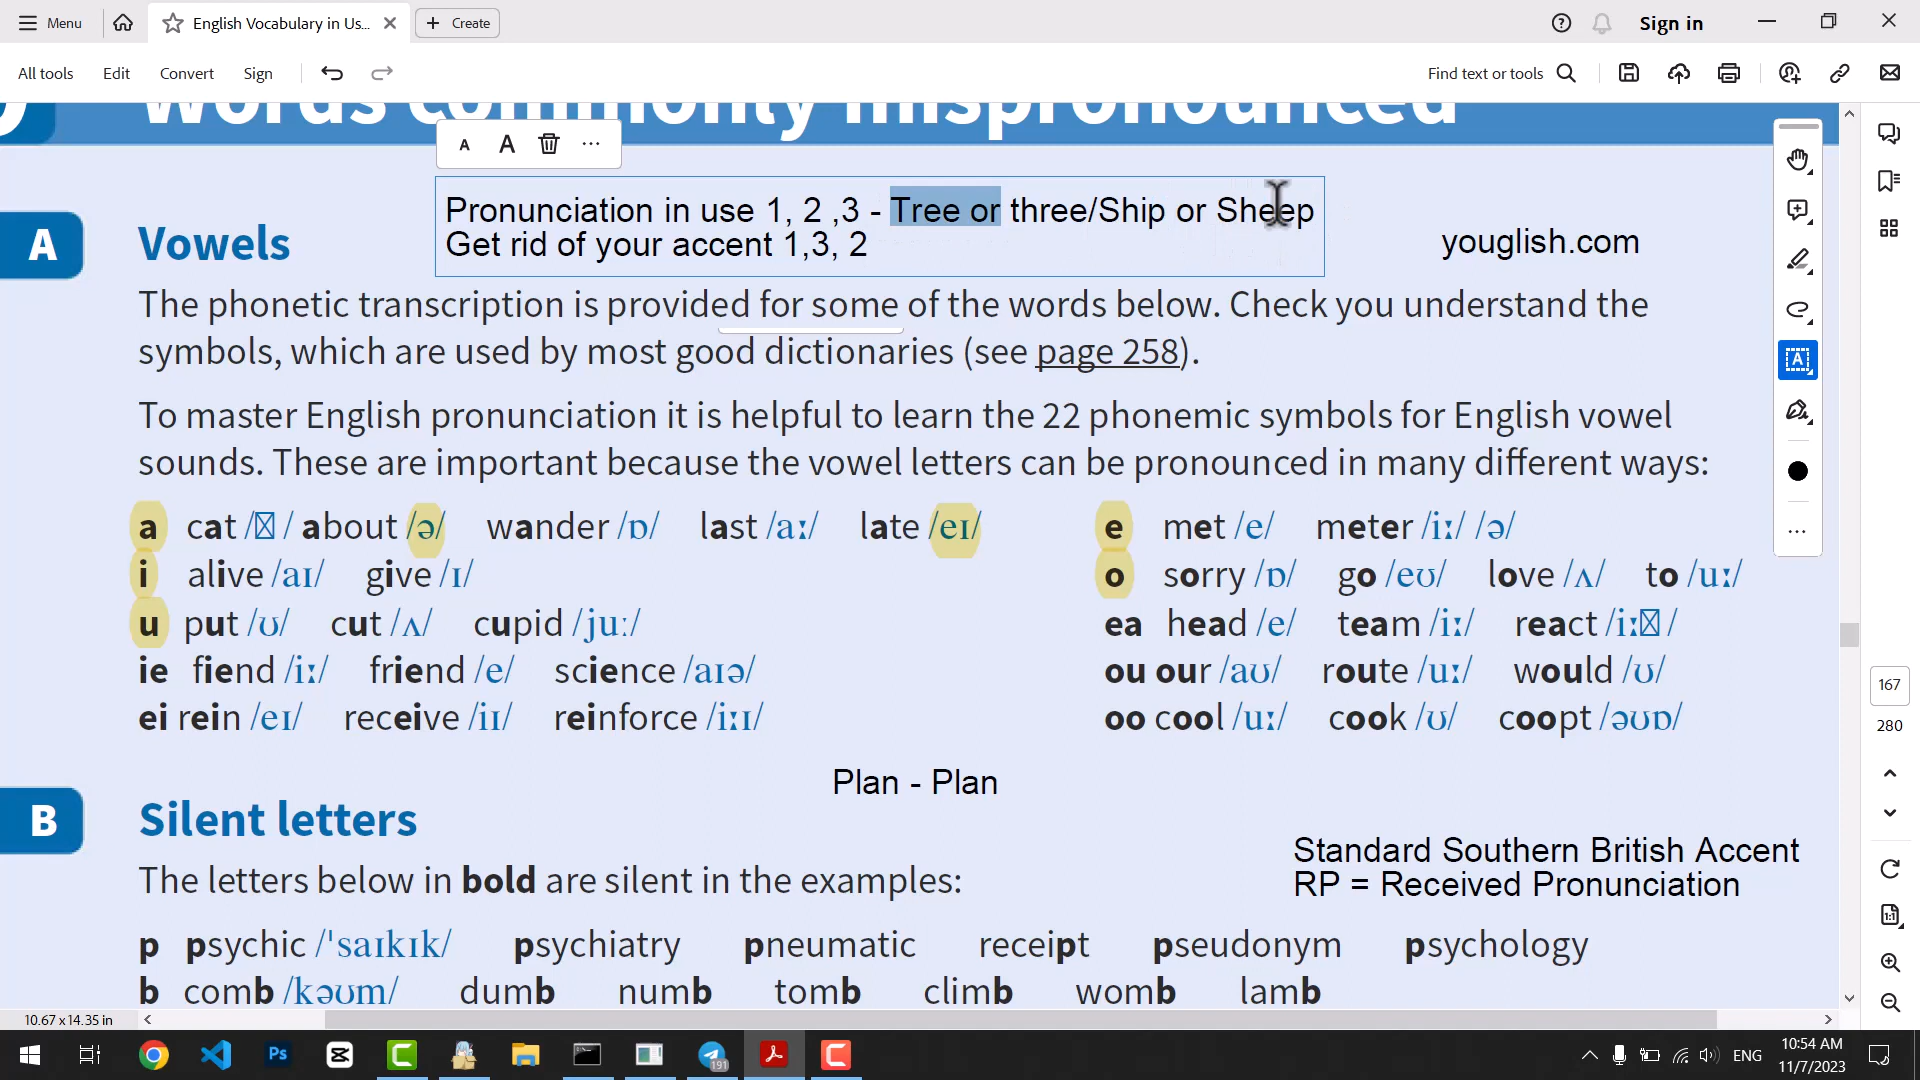 Menu
English Vocabulary in Us...
Create
Sign in
All tools Edit Convert Sign
Find text or tools
Words commonly mispronounced
A A ...
Pronunciation in use 1, 2 ,3 - Tree or three/Ship or Sheep
Get rid of your accent 1,3, 2
youglish.com
A Vowels
The phonetic transcription is provided for some of the words below. Check you understand the
symbols, which are used by most good dictionaries (see page 258).
To master English pronunciation it is helpful to learn the 22 phonemic symbols for English vowel
sounds. These are important because the vowel letters can be pronounced in many different ways:
a cat / / about /ə/ wander /ɒ/ last /aː/ late /eɪ/ e met /e/ meter /iː/ /ə/
i alive /aɪ/ give /ɪ/ o sorry /ɒ/ go /eʊ/ love /ʌ/ to /uː/
u put /ʊ/ cut /ʌ/ cupid /juː/ ea head /e/ team /iː/ react /iː /
ie fiend /iː/ friend /e/ science /aɪə/ ou our /aʊ/ route /uː/ would /ʊ/
ei rein /eɪ/ receive /iɪ/ reinforce /iːɪ/ oo cool /uː/ cook /ʊ/ coopt /əʊɒ/
Plan - Plan
B Silent letters
Standard Southern British Accent
RP = Received Pronunciation
The letters below in bold are silent in the examples:
p psychic /ˈsaɪkɪk/ psychiatry pneumatic receipt pseudonym psychology
b comb /kəʊm/ dumb numb tomb climb womb lamb
167
280
10.67 x 14.35 in
191
ENG
10:54 AM
11/7/2023